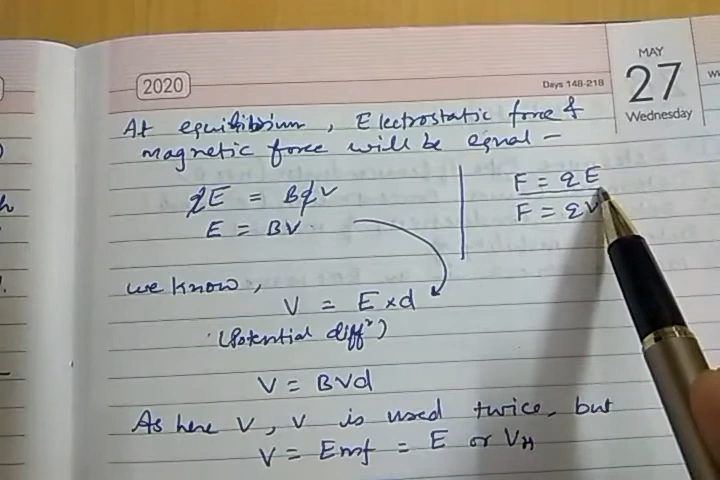 2020
Days 148-218
MAY
27
Wednesday
At equilibrium, Electrostatic force &
magnetic force will be equal -
qE = BqV
E = BV
F = qE
F = qV
we know,
V = E×d
(Potential diffn)
V = BVd
As here V, V is used twice, but
V = Emf = E or VH